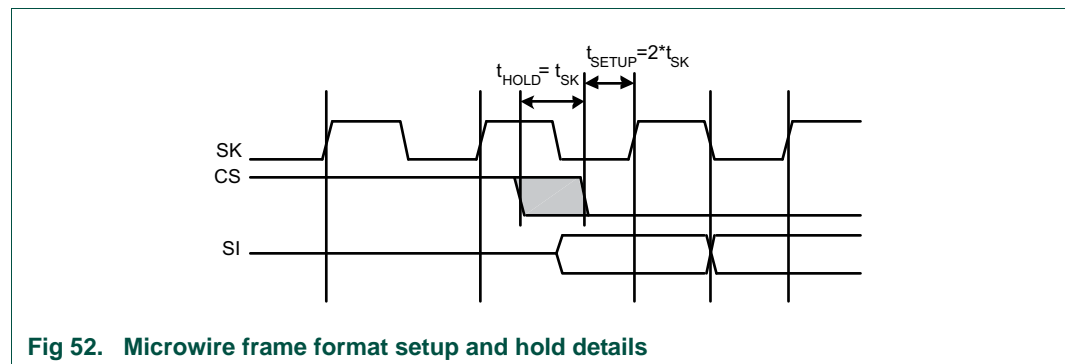 tSETUP=2*tSK
tHOLD= tSK
SK
CS
SI
Fig 52. Microwire frame format setup and hold details